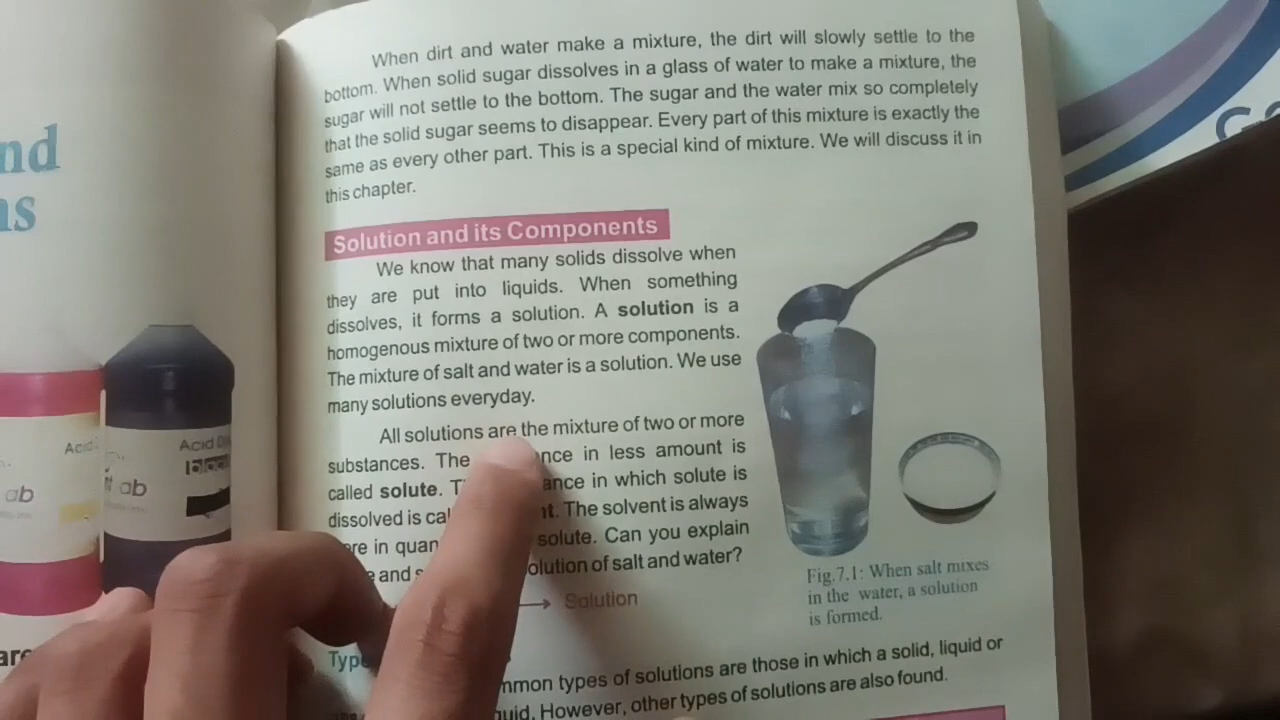 nd
ns
When dirt and water make a mixture, the dirt will slowly settle to the
bottom. When solid sugar dissolves in a glass of water to make a mixture, the
sugar will not settle to the bottom. The sugar and the water mix so completely
that the solid sugar seems to disappear. Every part of this mixture is exactly the
same as every other part. This is a special kind of mixture. We will discuss it in
this chapter.
Solution and its Components
We know that many solids dissolve when
they are put into liquids. When something
dissolves, it forms a solution. A solution is a
homogenous mixture of two or more components.
The mixture of salt and water is a solution. We use
many solutions everyday.
All solutions are the mixture of two or more
substances. The nce in less amount is
called solute. T ance in which solute is
dissolved is cal nt. The solvent is always
re in quan solute. Can you explain
e and s olution of salt and water?
Solution
Fig.7.1: When salt mixes
in the water, a solution
is formed.
Type
mmon types of solutions are those in which a solid, liquid or
quid. However, other types of solutions are also found.
Acid
ab
Acid
black
ab
are